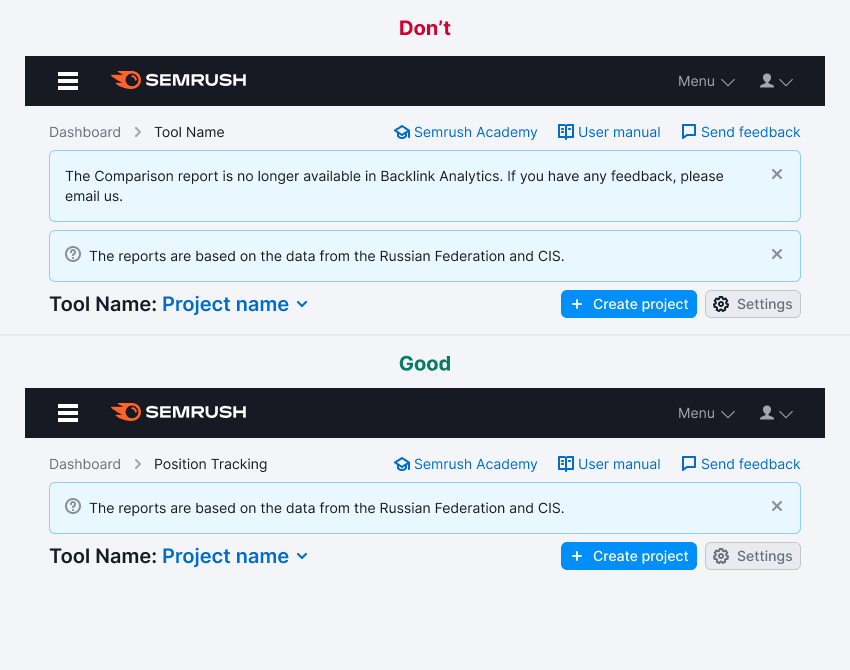 Don’t
SEMRUSH Menu
Dashboard Tool Name Semrush Academy User manual Send feedback
The Comparison report is no longer available in Backlink Analytics. If you have any feedback, please
email us.
The reports are based on the data from the Russian Federation and CIS.
Tool Name: Project name + Create project Settings
Good
SEMRUSH Menu
Dashboard Position Tracking Semrush Academy User manual Send feedback
The reports are based on the data from the Russian Federation and CIS.
Tool Name: Project name + Create project Settings